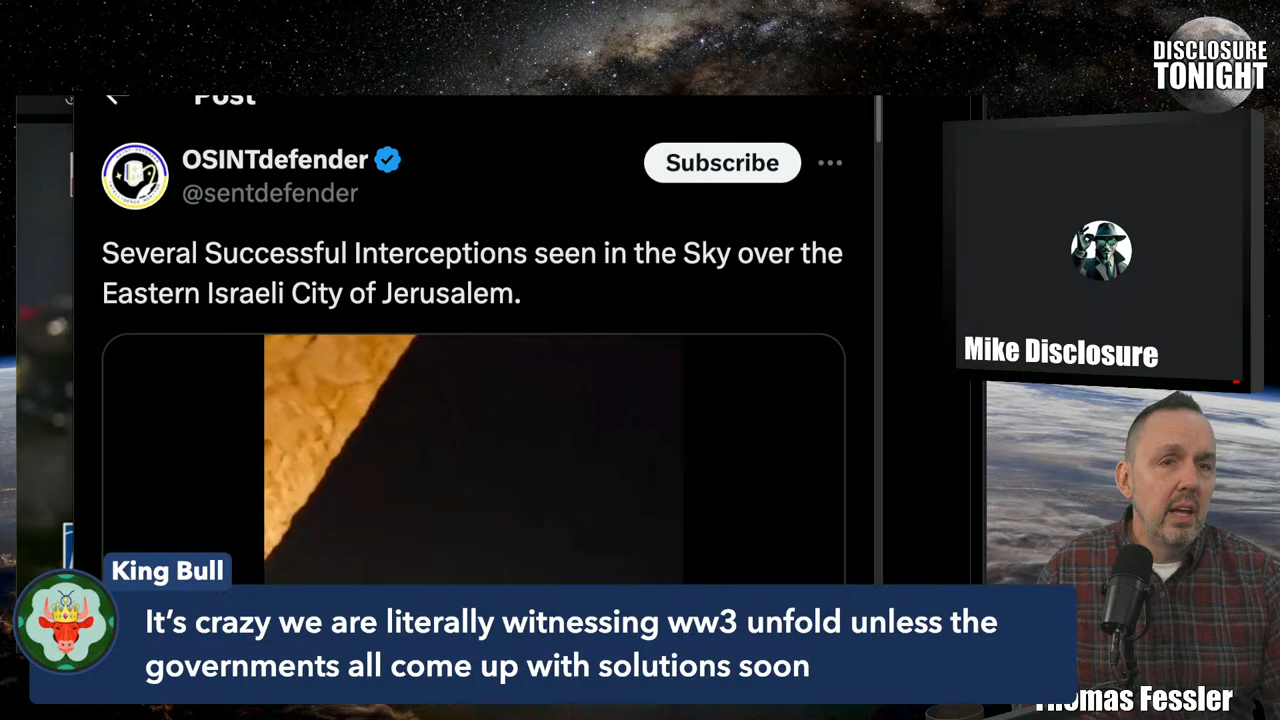 DISCLOSURE
TONIGHT
Post
OSINTdefender
@sentdefender
Subscribe
Several Successful Interceptions seen in the Sky over the
Eastern Israeli City of Jerusalem.
Mike Disclosure
King Bull
It's crazy we are literally witnessing ww3 unfold unless the
governments all come up with solutions soon
Thomas Fessler